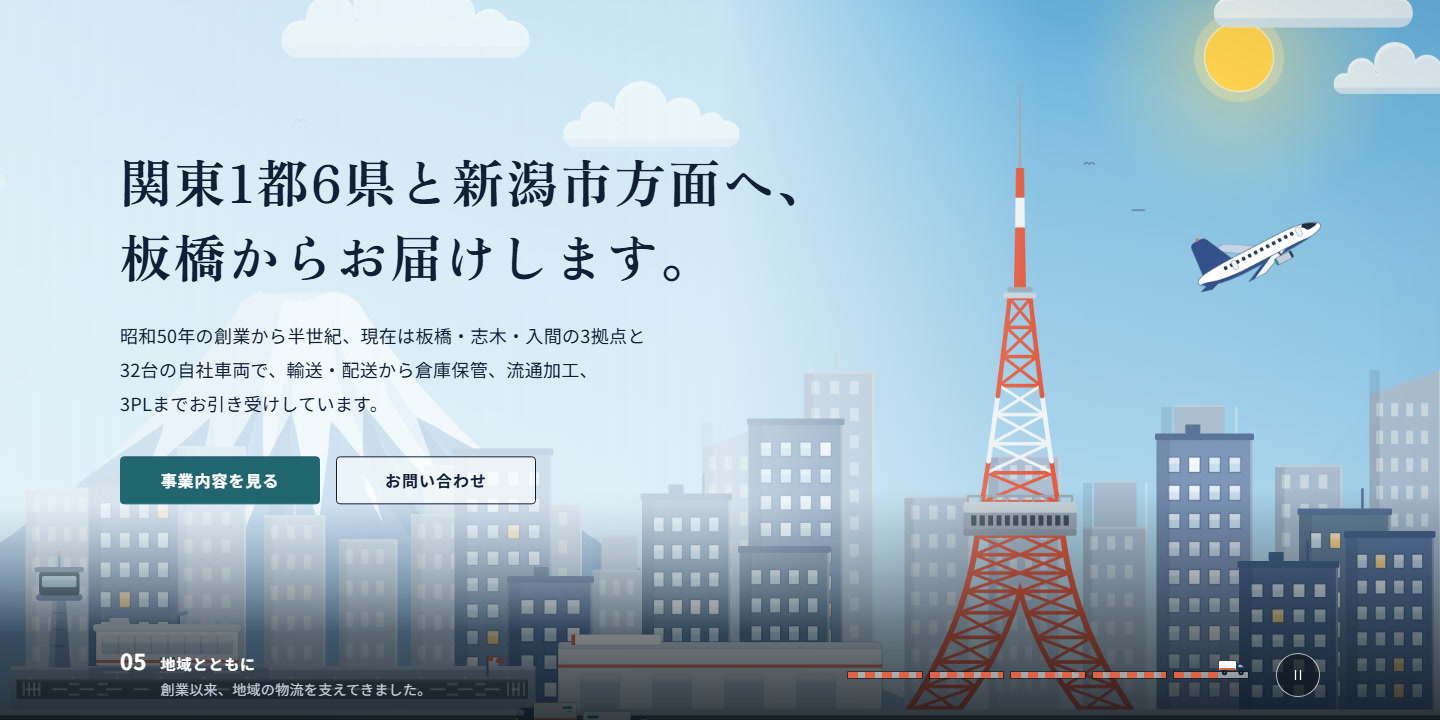 関東1都6県と新潟市方面へ、
板橋からお届けします。
昭和50年の創業から半世紀、現在は板橋・志木・入間の3拠点と
32台の自社車両で、輸送・配送から倉庫保管、流通加工、
3PLまでお引き受けしています。
事業内容を見る
お問い合わせ
05 地域とともに
創業以来、地域の物流を支えてきました。